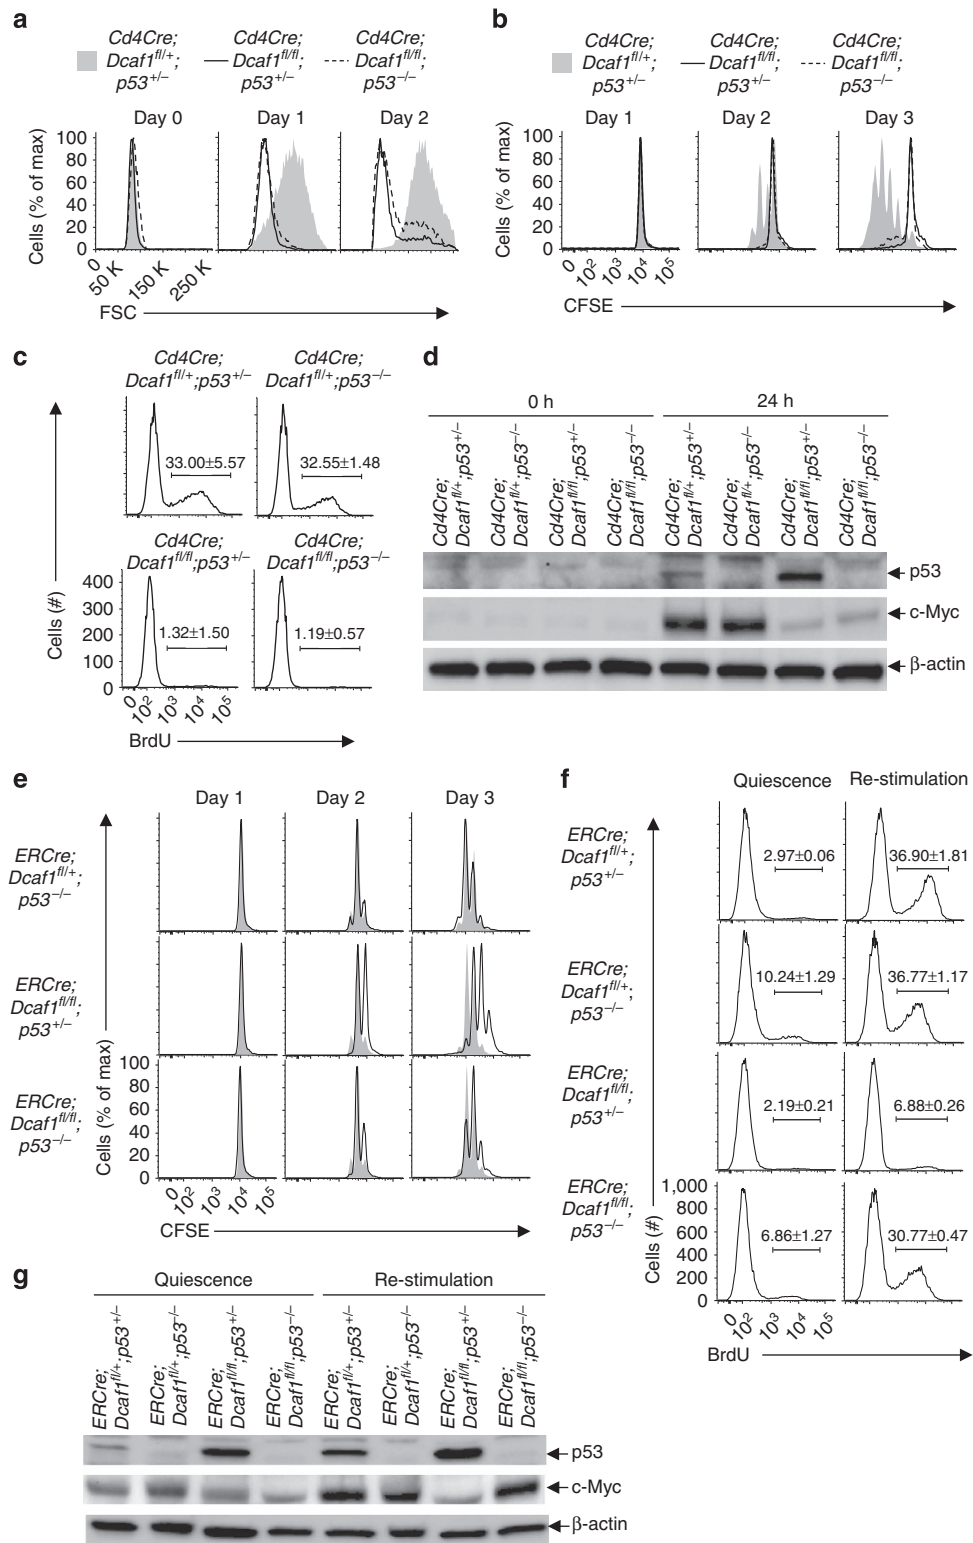 a
Cd4Cre; Cd4Cre; Cd4Cre;
Dcaf1fl/+; Dcaf1fl/fl; Dcaf1fl/fl;
p53+/– p53+/– p53–/–
Day 0 Day 1 Day 2
Cells (% of max)
100
80
60
40
20
0
0 50 K 150 K 250 K
FSC
b
Cd4Cre; Cd4Cre; Cd4Cre;
Dcaf1fl/+; Dcaf1fl/fl; Dcaf1fl/fl;
p53+/– p53+/– p53–/–
Day 1 Day 2 Day 3
Cells (% of max)
100
80
60
40
20
0
0 102 103 104 105
CFSE
c
Cd4Cre; Cd4Cre;
Dcaf1fl/+;p53+/– Dcaf1fl/+;p53–/–
33.00±5.57 32.55±1.48
Cd4Cre; Cd4Cre;
Dcaf1fl/fl;p53+/– Dcaf1fl/fl;p53–/–
1.32±1.50 1.19±0.57
Cells (#)
400
300
200
100
0
0 102 103 104 105
BrdU
d
0 h 24 h
Cd4Cre;
Dcaf1fl/+;p53+/–
Cd4Cre;
Dcaf1fl/+;p53–/–
Cd4Cre;
Dcaf1fl/fl;p53+/–
Cd4Cre;
Dcaf1fl/fl;p53–/–
Cd4Cre;
Dcaf1fl/+;p53+/–
Cd4Cre;
Dcaf1fl/+;p53–/–
Cd4Cre;
Dcaf1fl/fl;p53+/–
Cd4Cre;
Dcaf1fl/fl;p53–/–
p53
c-Myc
β-actin
e
Day 1 Day 2 Day 3
ERCre;
Dcaf1fl/+;
p53–/–
ERCre;
Dcaf1fl/fl;
p53+/–
ERCre;
Dcaf1fl/fl;
p53–/–
Cells (% of max)
100
80
60
40
20
0
0 102 103 104 105
CFSE
f
Quiescence Re-stimulation
ERCre;
Dcaf1fl/+;
p53+/–
2.97±0.06 36.90±1.81
ERCre;
Dcaf1fl/+;
p53–/–
10.24±1.29 36.77±1.17
ERCre;
Dcaf1fl/fl;
p53+/–
2.19±0.21 6.88±0.26
ERCre;
Dcaf1fl/fl;
p53–/–
6.86±1.27 30.77±0.47
Cells (#)
1,000
800
600
400
200
0
0 102 103 104 105
BrdU
g
Quiescence Re-stimulation
ERCre;
Dcaf1fl/+;p53+/–
ERCre;
Dcaf1fl/+;p53–/–
ERCre;
Dcaf1fl/fl;p53+/–
ERCre;
Dcaf1fl/fl;p53–/–
ERCre;
Dcaf1fl/+;p53+/–
ERCre;
Dcaf1fl/+;p53–/–
ERCre;
Dcaf1fl/fl;p53+/–
ERCre;
Dcaf1fl/fl;p53–/–
p53
c-Myc
β-actin